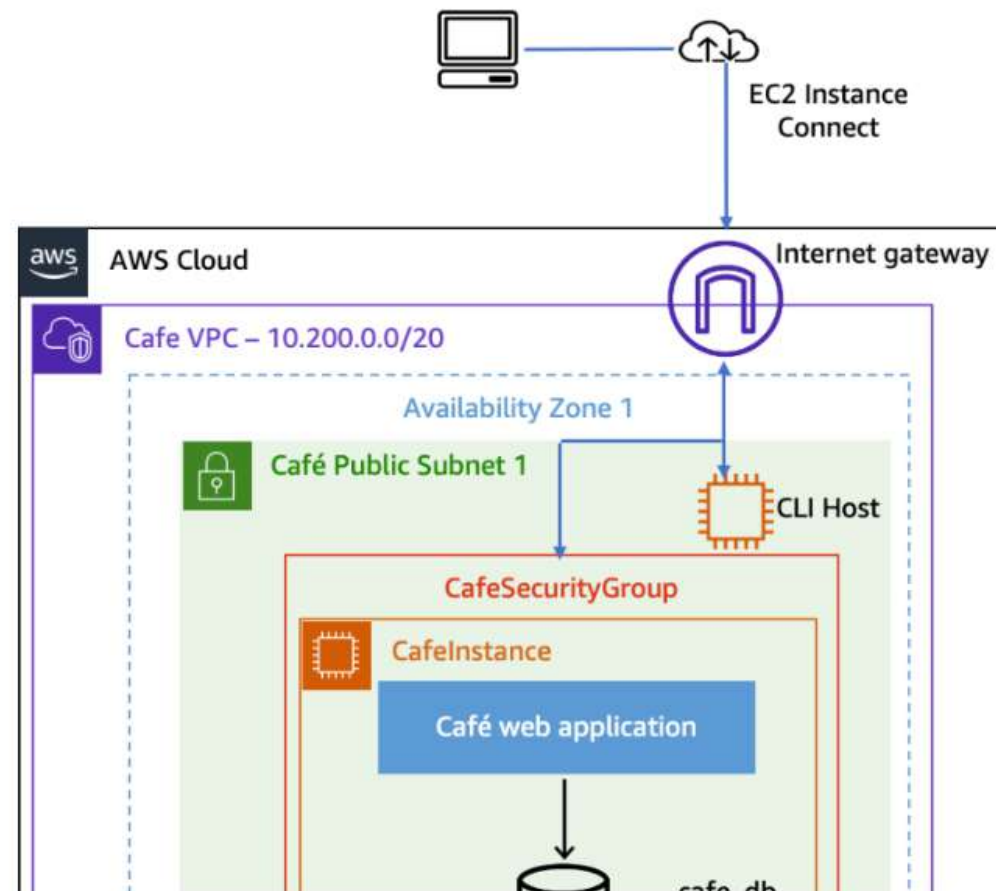 EC2 Instance
Connect
aws
AWS Cloud
Internet gateway
Cafe VPC – 10.200.0.0/20
Availability Zone 1
Café Public Subnet 1
CLI Host
CafeSecurityGroup
CafeInstance
Café web application
cafe_db